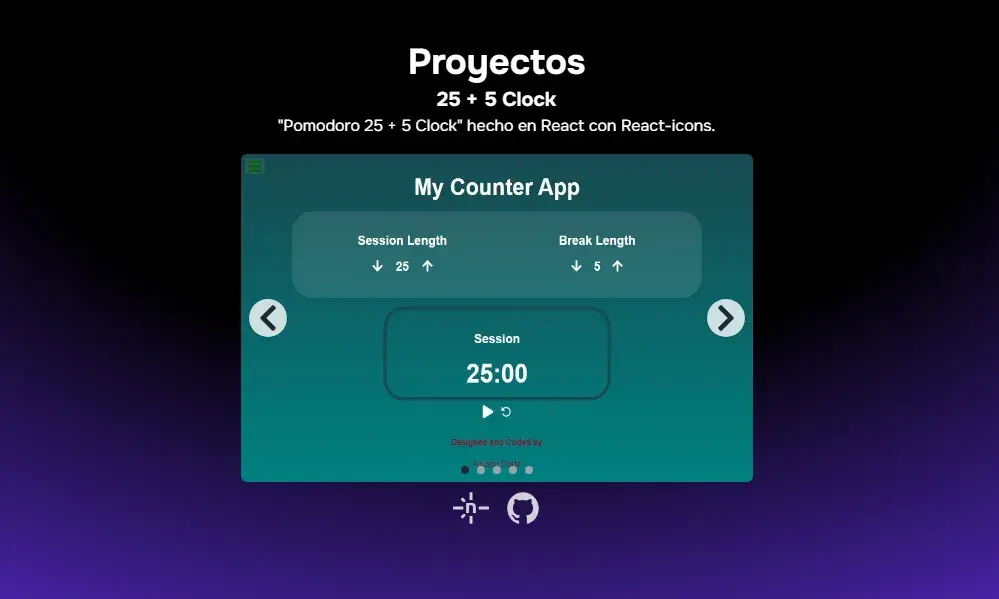 Proyectos
25 + 5 Clock
"Pomodoro 25 + 5 Clock" hecho en React con React-icons.
My Counter App
Session Length
Break Length
25
5
Session
25:00
Designed and Coded by